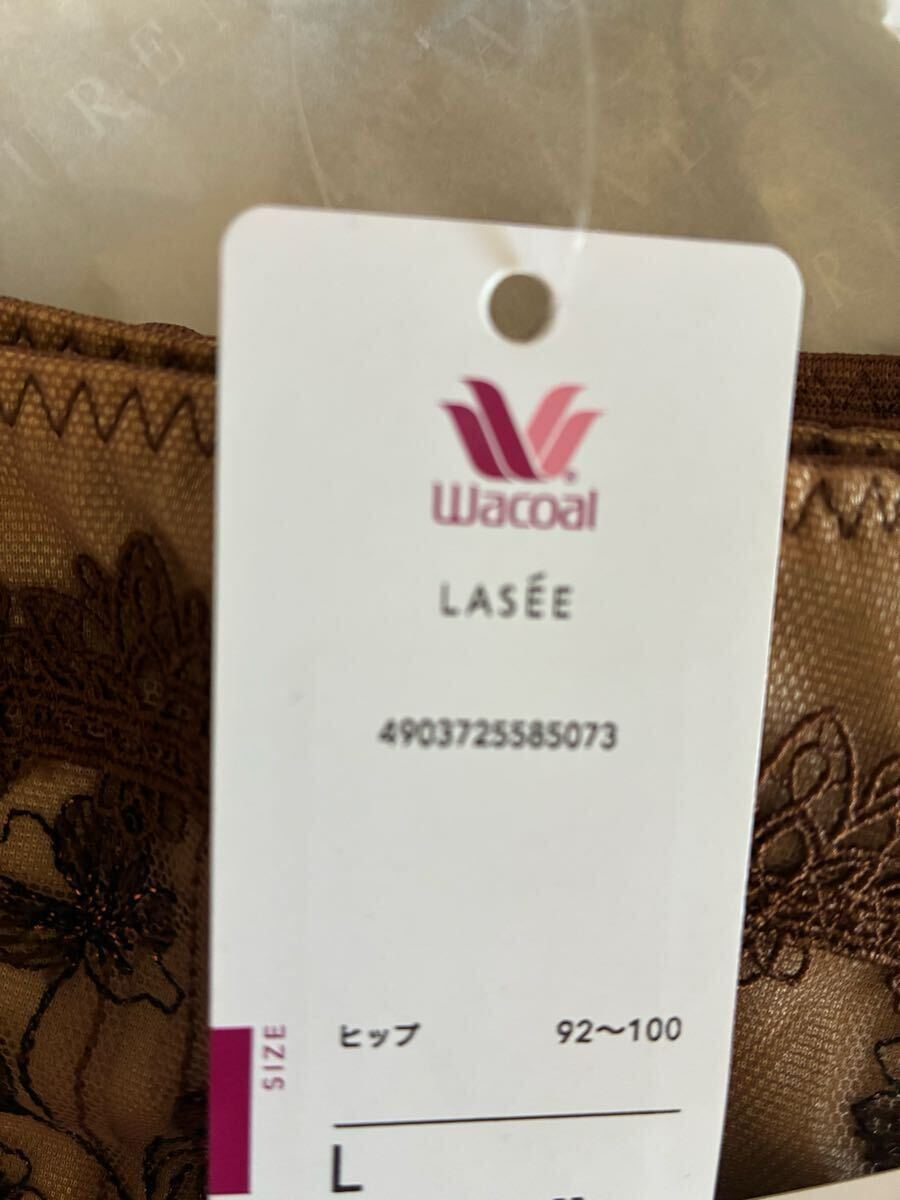 Wacoal
LASÉE
4903725585073
SIZE
ヒップ 92〜100
L